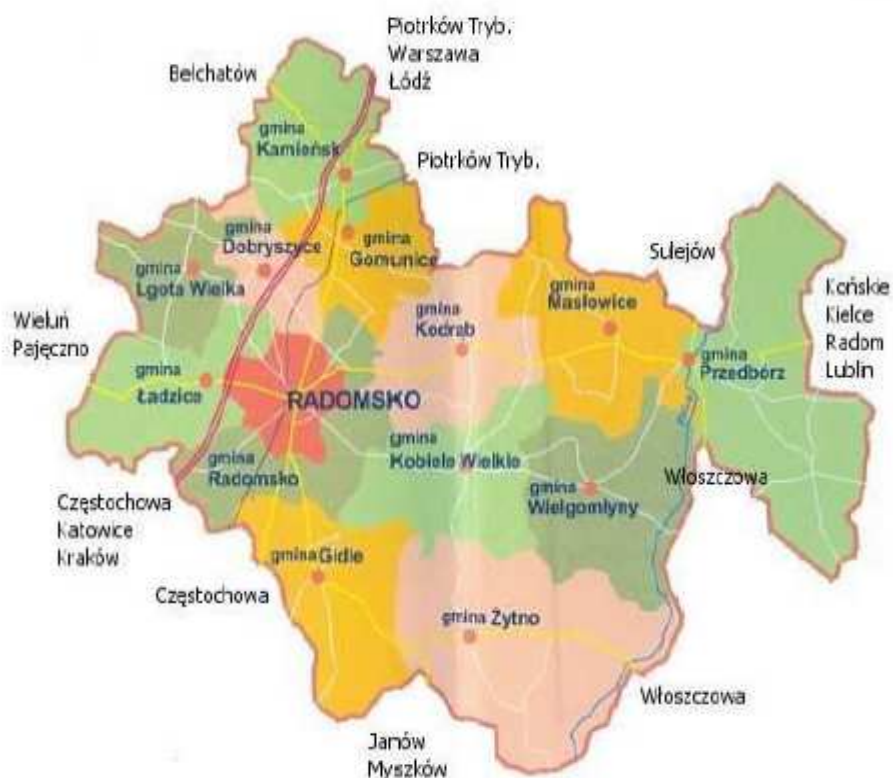 Piotrków Tryb.
Warszawa
Łódź
Bełchatów
gmina
Kamieńsk
Piotrków Tryb.
gmina
Dobryszyce
gmina
Gomunice
Sulejów
gmina
Lgota Wielka
gmina
Masłowice
Końskie
Kielce
Radom
Lublin
Wieluń
Pajęczno
gmina
Kodrąb
gmina
Przedbórz
gmina
Ładzice
RADOMSKO
gmina
Radomsko
gmina
Kobiele Wielkie
Włoszczowa
gmina
Wielgomłyny
Częstochowa
Katowice
Kraków
gmina Gidle
Częstochowa
gmina Żytno
Włoszczowa
Janów
Myszków